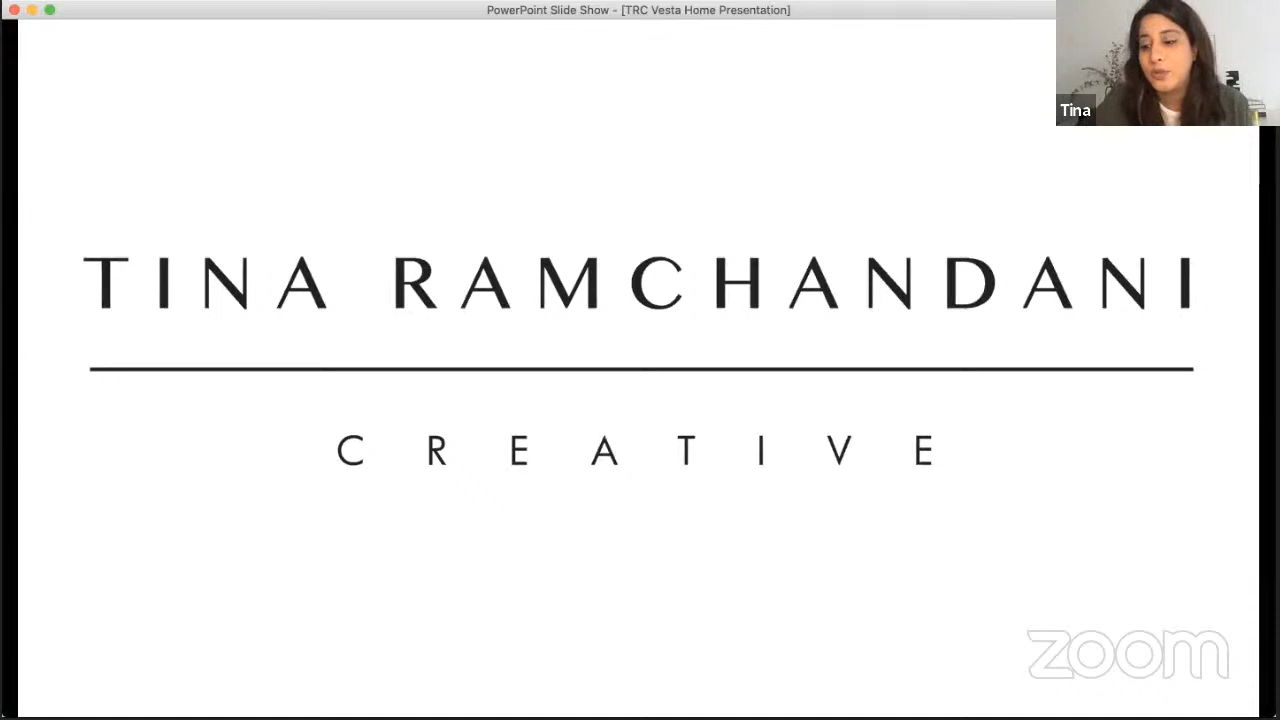 PowerPoint Slide Show - [TRC Vesta Home Presentation]
Tina
TINA RAMCHANDANI
CREATIVE
zoom